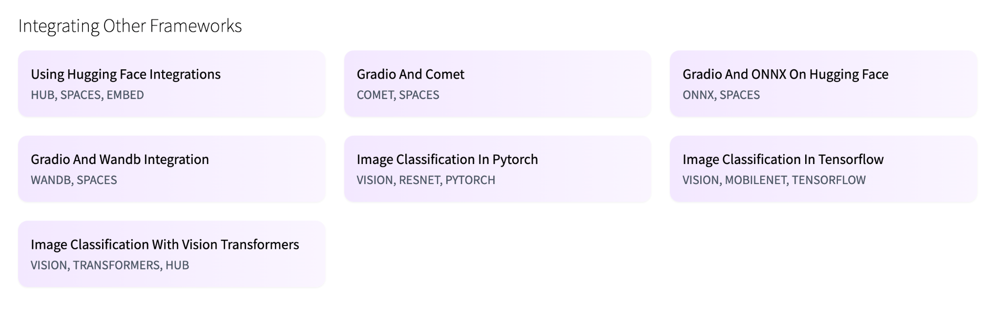 Integrating Other Frameworks
Using Hugging Face Integrations
HUB, SPACES, EMBED
Gradio And Comet
COMET, SPACES
Gradio And ONNX On Hugging Face
ONNX, SPACES
Gradio And Wandb Integration
WANDB, SPACES
Image Classification In Pytorch
VISION, RESNET, PYTORCH
Image Classification In Tensorflow
VISION, MOBILENET, TENSORFLOW
Image Classification With Vision Transformers
VISION, TRANSFORMERS, HUB